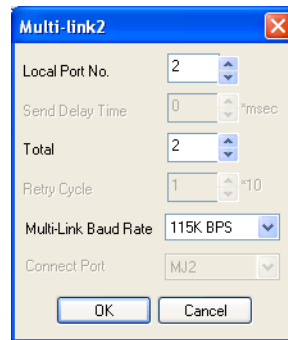 Multi-link2
Local Port No. 2
Send Delay Time 0 *msec
Total 2
Retry Cycle 1 *10
Multi-Link Baud Rate 115K BPS
Connect Port MJ2
OK Cancel